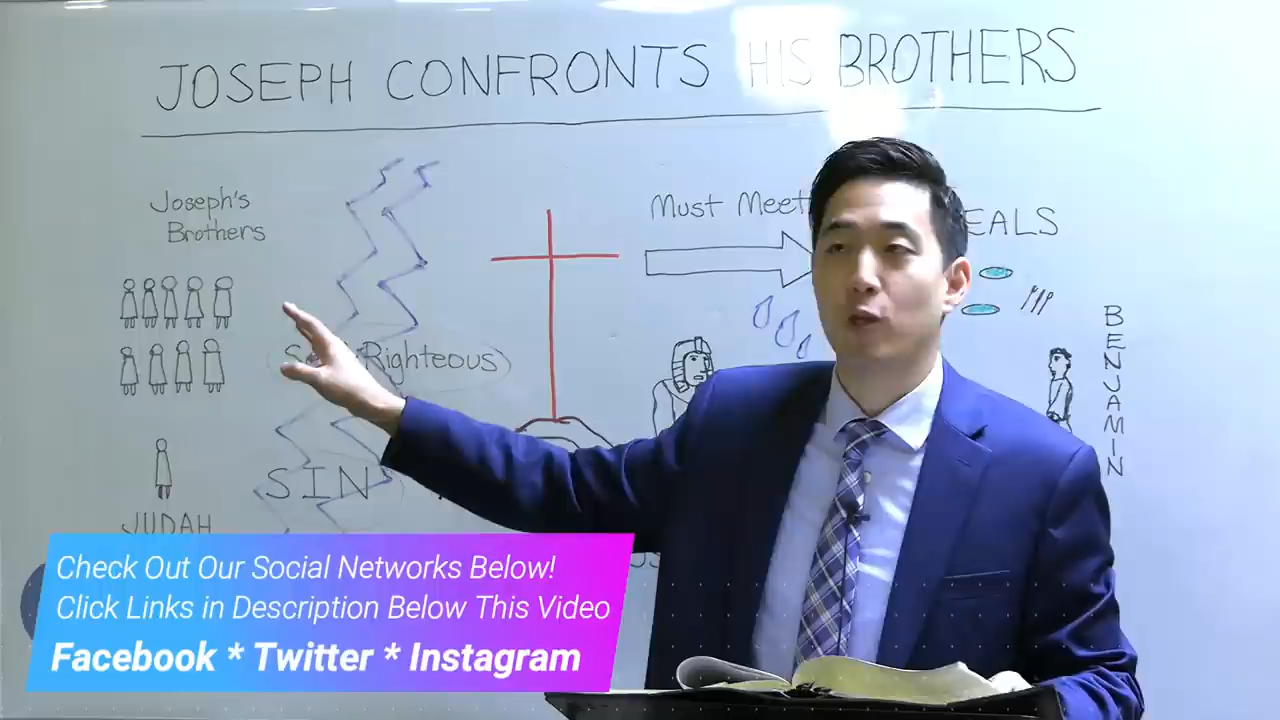 JOSEPH CONFRONTS HIS BROTHERS
Joseph's
Brothers
Must Meet
EALS
BENJAMIN
Righteous)
SIN
JUDAH
Check Out Our Social Networks Below!
Click Links in Description Below This Video
Facebook * Twitter * Instagram